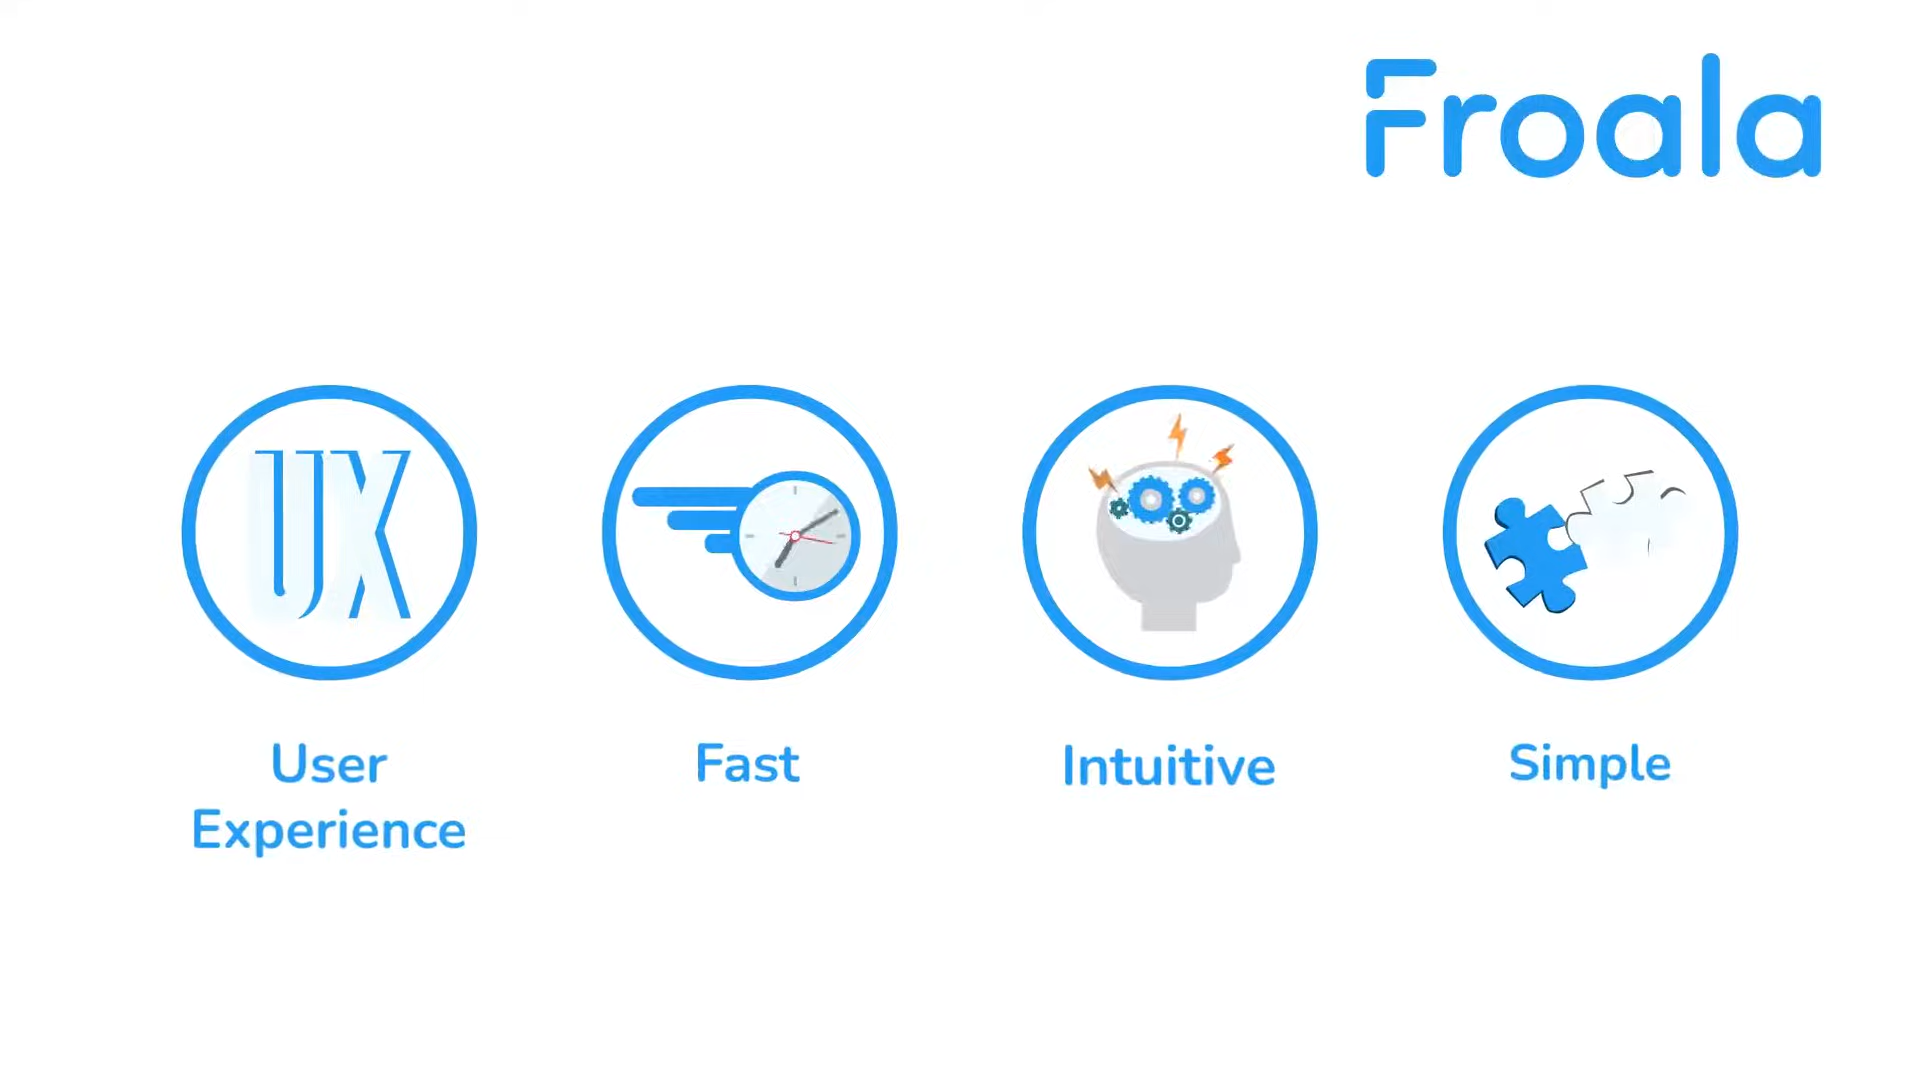 Froala
UX
User
Experience
Fast
Intuitive
Simple